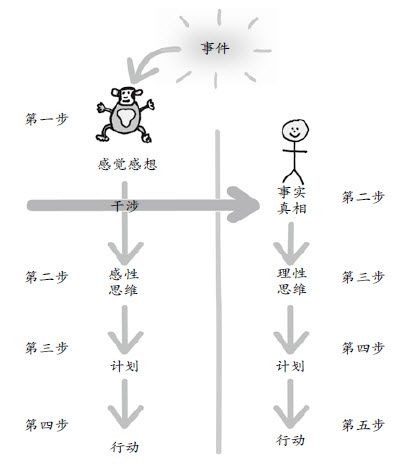 事件
第一步
感觉感想
事实
真相
第二步
干涉
第二步
感性
思维
理性
思维
第三步
第三步
计划
计划
第四步
第四步
行动
行动
第五步